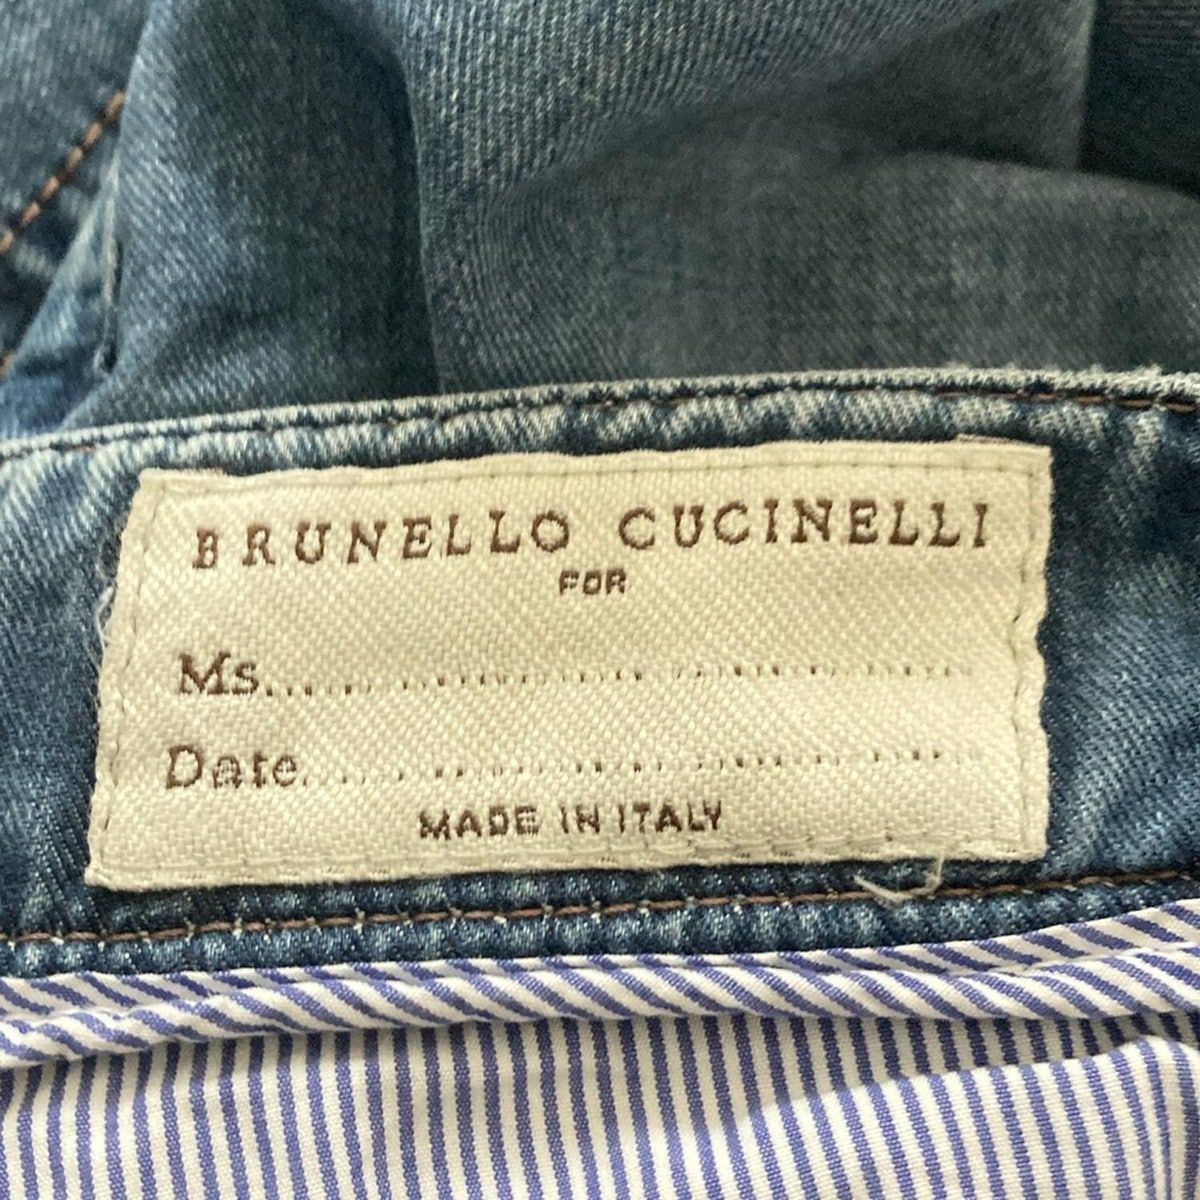 BRUNELLO CUCINELLI
FOR
Ms..............................
Date..............................
MADE IN ITALY